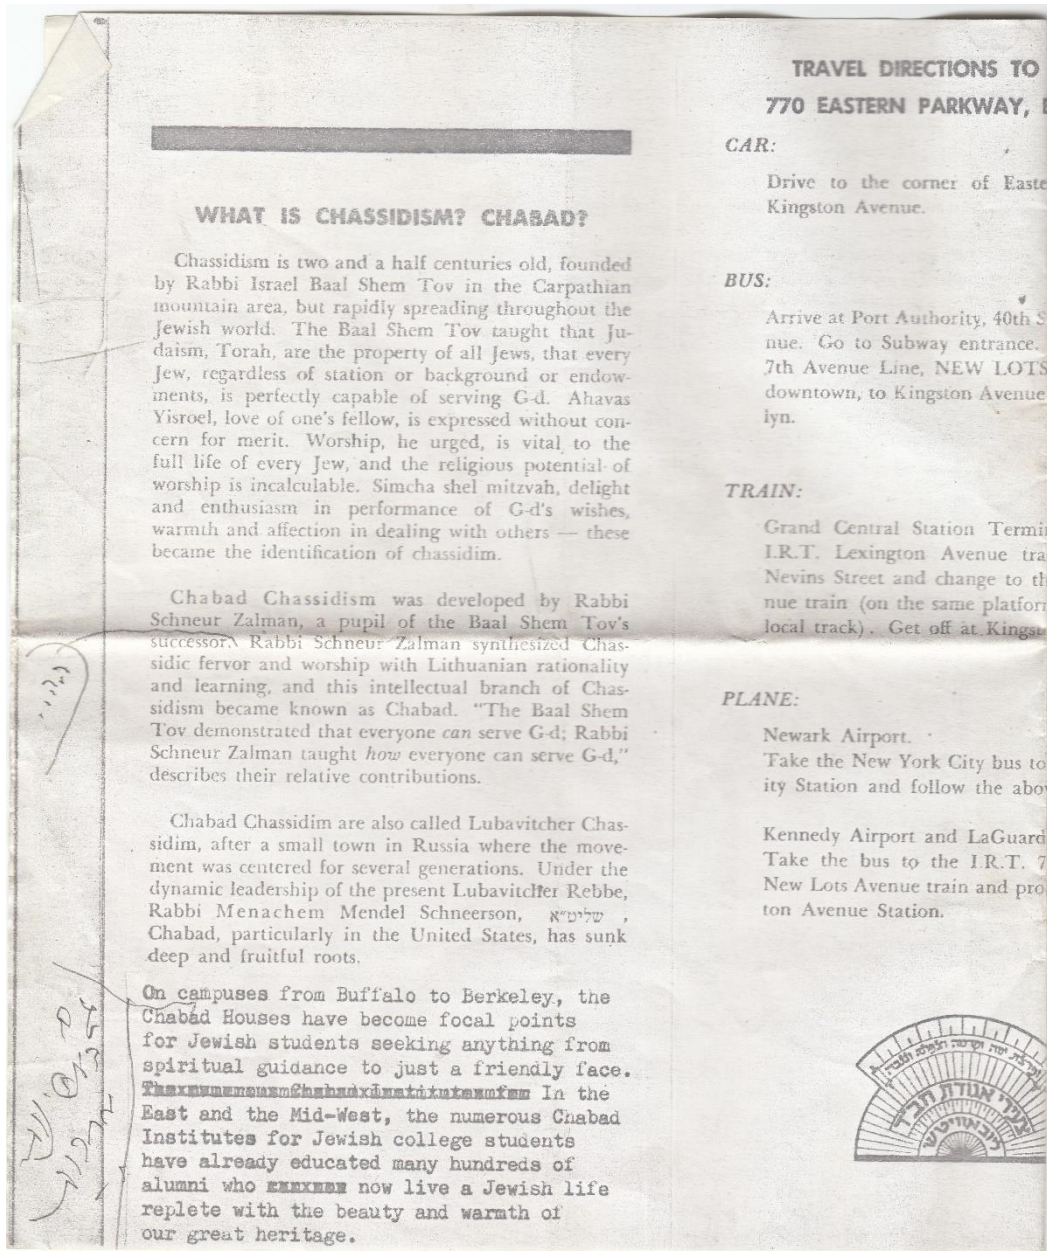 WHAT IS CHASSIDISM? CHABAD?
Chassidism is two and a half centuries old, founded
by Rabbi Israel Baal Shem Tov in the Carpathian
mountain area, but rapidly spreading throughout the
Jewish world. The Baal Shem Tov taught that Ju-
daism, Torah, are the property of all Jews, that every
Jew, regardless of station or background or endow-
ments, is perfectly capable of serving G-d. Ahavas
Yisroel, love of one's fellow, is expressed without con-
cern for merit. Worship, he urged, is vital to the
full life of every Jew, and the religious potential of
worship is incalculable. Simcha shel mitzvah, delight
and enthusiasm in performance of G-d's wishes,
warmth and affection in dealing with others — these
became the identification of chassidim.
Chabad Chassidism was developed by Rabbi
Schneur Zalman, a pupil of the Baal Shem Tov's
successor. Rabbi Schneur Zalman synthesized Chas-
sidic fervor and worship with Lithuanian rationality
and learning, and this intellectual branch of Chas-
sidism became known as Chabad. "The Baal Shem
Tov demonstrated that everyone can serve G-d; Rabbi
Schneur Zalman taught how everyone can serve G-d,"
describes their relative contributions.
Chabad Chassidim are also called Lubavitcher Chas-
sidim, after a small town in Russia where the move-
ment was centered for several generations. Under the
dynamic leadership of the present Lubavitcher Rebbe,
Rabbi Menachem Mendel Schneerson, שליט"א ,
Chabad, particularly in the United States, has sunk
deep and fruitful roots.
On campuses from Buffalo to Berkeley, the
Chabad Houses have become focal points
for Jewish students seeking anything from
spiritual guidance to just a friendly face.
In the
East and the Mid-West, the numerous Chabad
Institutes for Jewish college students
have already educated many hundreds of
alumni who now live a Jewish life
replete with the beauty and warmth of
our great heritage.
TRAVEL DIRECTIONS TO
770 EASTERN PARKWAY,
CAR:
Drive to the corner of Easte
Kingston Avenue.
BUS:
Arrive at Port Authority, 40th S
nue. Go to Subway entrance.
7th Avenue Line, NEW LOTS
downtown, to Kingston Avenue
lyn.
TRAIN:
Grand Central Station Termi
I.R.T. Lexington Avenue tra
Nevins Street and change to th
nue train (on the same platfor
local track). Get off at Kingst
PLANE:
Newark Airport.
Take the New York City bus to
ity Station and follow the abo
Kennedy Airport and LaGuard
Take the bus to the I.R.T. 7
New Lots Avenue train and pro
ton Avenue Station.
צעירי אגודת חב"ד
ליובאוויטש